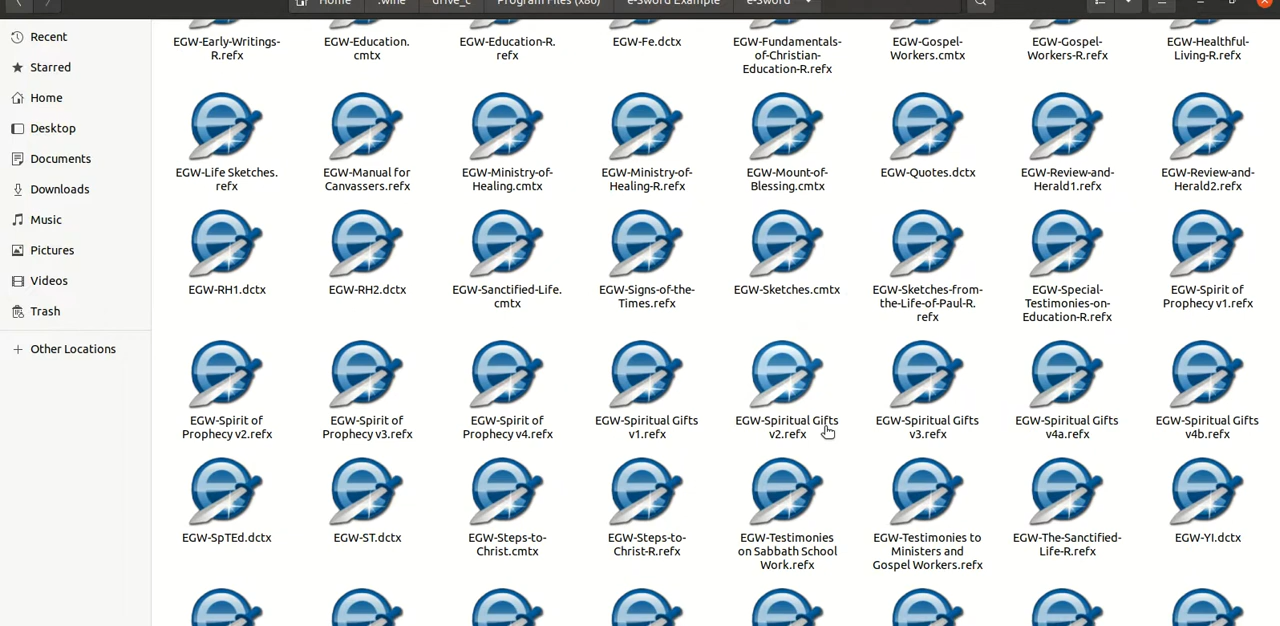 Home .wine drive_c Program Files (x86) e-Sword Example e-Sword
Recent
Starred
Home
Desktop
Documents
Downloads
Music
Pictures
Videos
Trash
Other Locations
EGW-Early-Writings-
R.refx
EGW-Education.
cmtx
EGW-Education-R.
refx
EGW-Fe.dctx
EGW-Fundamentals-
of-Christian-
Education-R.refx
EGW-Gospel-
Workers.cmtx
EGW-Gospel-
Workers-R.refx
EGW-Healthful-
Living-R.refx
EGW-Life Sketches.
refx
EGW-Manual for
Canvassers.refx
EGW-Ministry-of-
Healing.cmtx
EGW-Ministry-of-
Healing-R.refx
EGW-Mount-of-
Blessing.cmtx
EGW-Quotes.dctx
EGW-Review-and-
Herald1.refx
EGW-Review-and-
Herald2.refx
EGW-RH1.dctx
EGW-RH2.dctx
EGW-Sanctified-Life.
cmtx
EGW-Signs-of-the-
Times.refx
EGW-Sketches.cmtx
EGW-Sketches-from-
the-Life-of-Paul-R.
refx
EGW-Special-
Testimonies-on-
Education-R.refx
EGW-Spirit of
Prophecy v1.refx
EGW-Spirit of
Prophecy v2.refx
EGW-Spirit of
Prophecy v3.refx
EGW-Spirit of
Prophecy v4.refx
EGW-Spiritual Gifts
v1.refx
EGW-Spiritual Gifts
v2.refx
EGW-Spiritual Gifts
v3.refx
EGW-Spiritual Gifts
v4a.refx
EGW-Spiritual Gifts
v4b.refx
EGW-SpTEd.dctx
EGW-ST.dctx
EGW-Steps-to-
Christ.cmtx
EGW-Steps-to-
Christ-R.refx
EGW-Testimonies
on Sabbath School
Work.refx
EGW-Testimonies to
Ministers and
Gospel Workers.refx
EGW-The-Sanctified-
Life-R.refx
EGW-YI.dctx